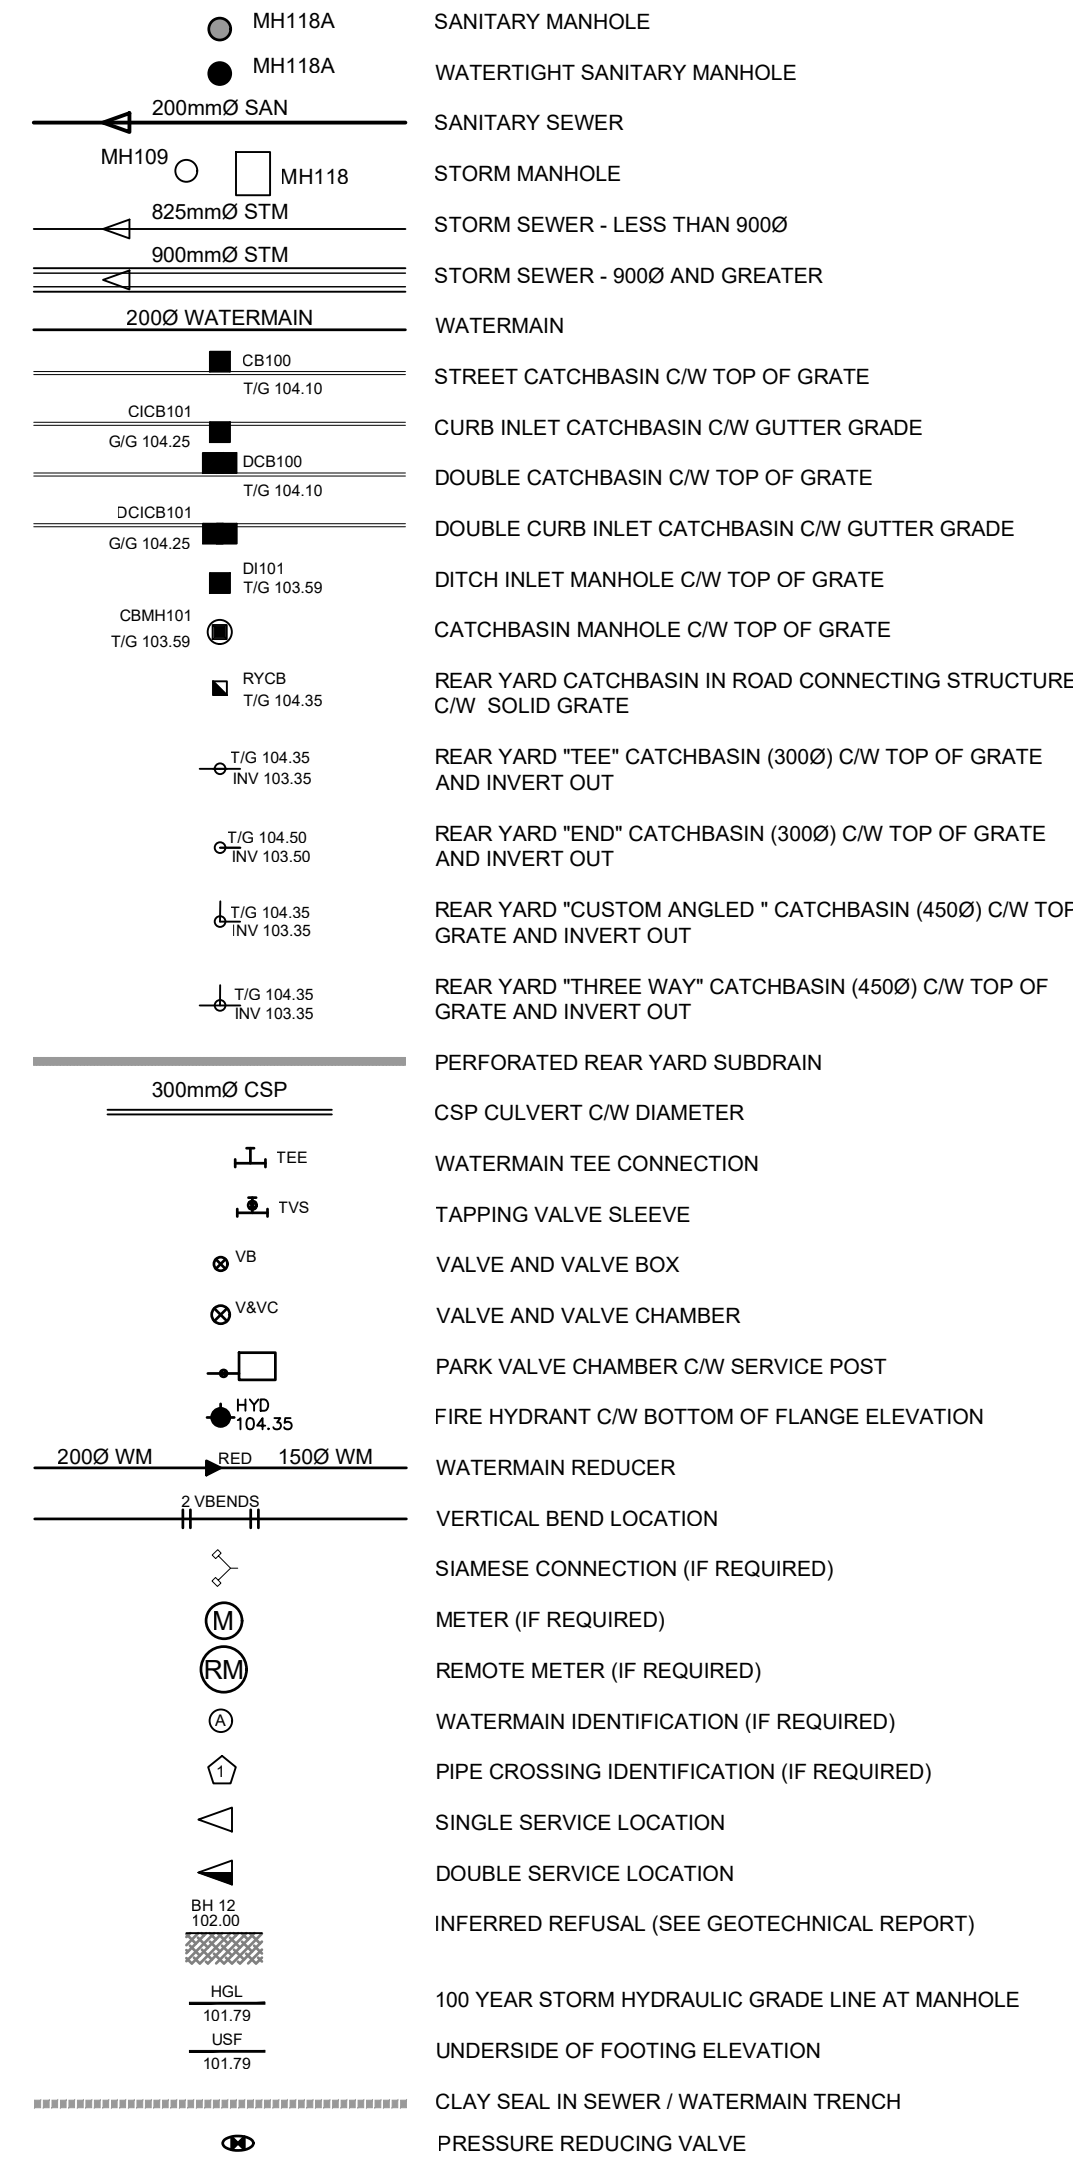 MH118A SANITARY MANHOLE
MH118A WATERTIGHT SANITARY MANHOLE
200mmØ SAN SANITARY SEWER
MH109 MH118 STORM MANHOLE
825mmØ STM STORM SEWER - LESS THAN 900Ø
900mmØ STM STORM SEWER - 900Ø AND GREATER
200Ø WATERMAIN WATERMAIN
CB100
T/G 104.10
STREET CATCHBASIN C/W TOP OF GRATE
CICB101
G/G 104.25
CURB INLET CATCHBASIN C/W GUTTER GRADE
DCB100
T/G 104.10
DOUBLE CATCHBASIN C/W TOP OF GRATE
DCICB101
G/G 104.25
DOUBLE CURB INLET CATCHBASIN C/W GUTTER GRADE
DI101
T/G 103.59
DITCH INLET MANHOLE C/W TOP OF GRATE
CBMH101
T/G 103.59
CATCHBASIN MANHOLE C/W TOP OF GRATE
RYCB
T/G 104.35
REAR YARD CATCHBASIN IN ROAD CONNECTING STRUCTURE
C/W SOLID GRATE
T/G 104.35
INV 103.35
REAR YARD "TEE" CATCHBASIN (300Ø) C/W TOP OF GRATE
AND INVERT OUT
T/G 104.50
INV 103.50
REAR YARD "END" CATCHBASIN (300Ø) C/W TOP OF GRATE
AND INVERT OUT
T/G 104.35
INV 103.35
REAR YARD "CUSTOM ANGLED " CATCHBASIN (450Ø) C/W TOP
GRATE AND INVERT OUT
T/G 104.35
INV 103.35
REAR YARD "THREE WAY" CATCHBASIN (450Ø) C/W TOP OF
GRATE AND INVERT OUT
PERFORATED REAR YARD SUBDRAIN
300mmØ CSP CSP CULVERT C/W DIAMETER
TEE WATERMAIN TEE CONNECTION
TVS TAPPING VALVE SLEEVE
VB VALVE AND VALVE BOX
V&VC VALVE AND VALVE CHAMBER
PARK VALVE CHAMBER C/W SERVICE POST
HYD
104.35
FIRE HYDRANT C/W BOTTOM OF FLANGE ELEVATION
200Ø WM RED 150Ø WM WATERMAIN REDUCER
2 VBENDS VERTICAL BEND LOCATION
SIAMESE CONNECTION (IF REQUIRED)
M METER (IF REQUIRED)
RM REMOTE METER (IF REQUIRED)
A WATERMAIN IDENTIFICATION (IF REQUIRED)
1 PIPE CROSSING IDENTIFICATION (IF REQUIRED)
SINGLE SERVICE LOCATION
DOUBLE SERVICE LOCATION
BH 12
102.00
INFERRED REFUSAL (SEE GEOTECHNICAL REPORT)
HGL
101.79
100 YEAR STORM HYDRAULIC GRADE LINE AT MANHOLE
USF
101.79
UNDERSIDE OF FOOTING ELEVATION
CLAY SEAL IN SEWER / WATERMAIN TRENCH
PRESSURE REDUCING VALVE